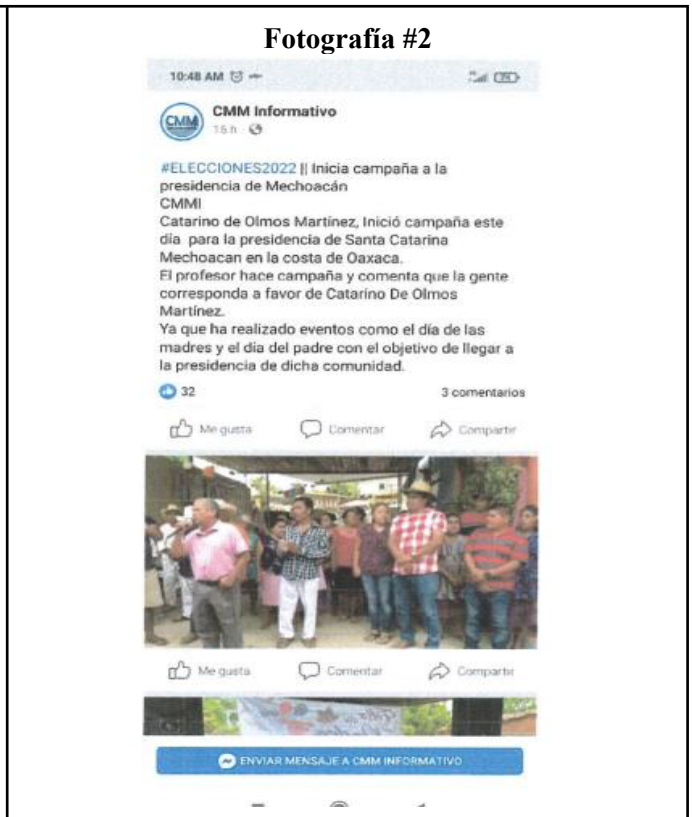 Fotografía #2
10:48 AM
CMM Informativo
CMM
15 h
#ELECCIONES2022 || Inicia campaña a la
presidencia de Mechoacán
CMMI
Catarino de Olmos Martínez, Inició campaña este
día para la presidencia de Santa Catarina
Mechoacan en la costa de Oaxaca.
El profesor hace campaña y comenta que la gente
corresponda a favor de Catarino De Olmos
Martínez.
Ya que ha realizado eventos como el día de las
madres y el dia del padre con el objetivo de llegar a
la presidencia de dicha comunidad.
32 3 comentarios
Me gusta Comentar Compartir
Me gusta Comentar Compartir
ENVIAR MENSAJE A CMM INFORMATIVO